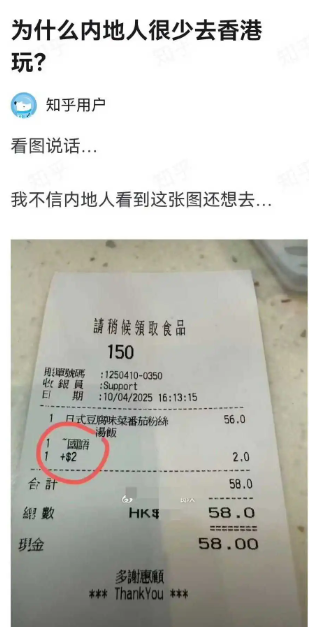 为什么内地人很少去香港
玩？
知乎用户
看图说话…
我不信内地人看到这张图还想去…
請稍候領取食品
150
賬單號碼 :1250410-0350
收銀員 :Support
日 期 :10/04/2025 16:13:15
1 日式豆腐味菜番茄粉絲 56.0
湯飯
1 ~國語
1 +$2 2.0
合計 58.0
總數 HK$ 58.0
現金 58.00
多謝惠顧
*** ThankYou ***